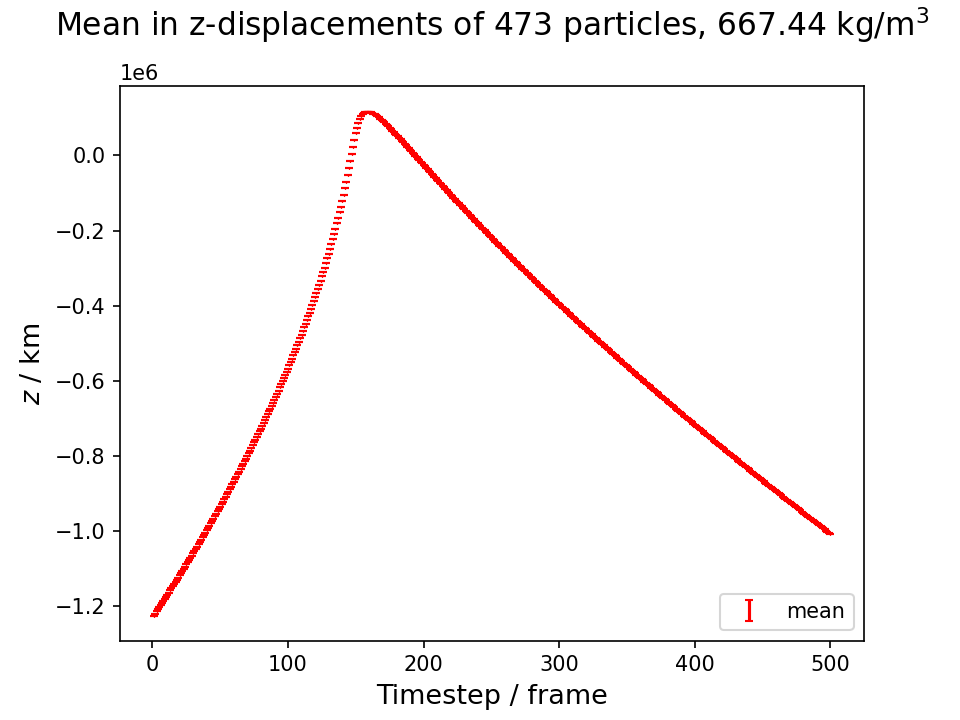 Mean in z-displacements of 473 particles, 667.44 kg/m³
1e6
0.0
−0.2
−0.4
−0.6
−0.8
−1.0
−1.2
z / km
mean
0 100 200 300 400 500
Timestep / frame